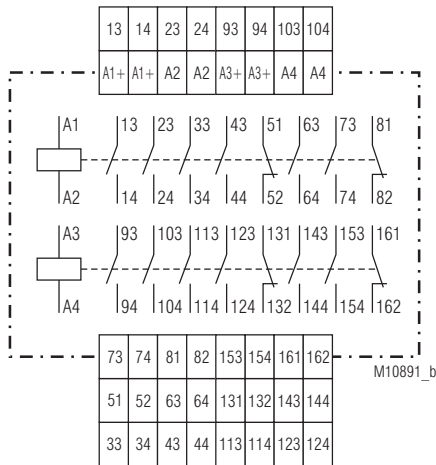 13 14 23 24 93 94 103 104
A1+ A1+ A2 A2 A3+ A3+ A4 A4
A1 13 23 33 43 51 63 73 81
A2 14 24 34 44 52 64 74 82
A3 93 103 113 123 131 143 153 161
A4 94 104 114 124 132 144 154 162
73 74 81 82 153 154 161 162
M10891_b
51 52 63 64 131 132 143 144
33 34 43 44 113 114 123 124